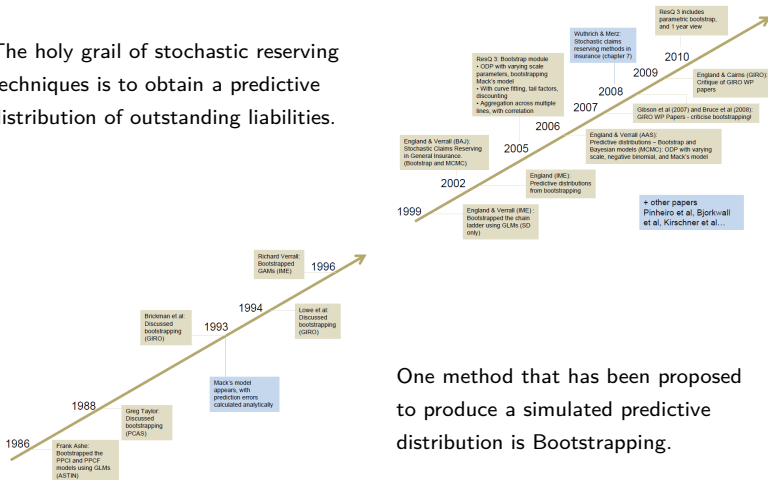 he holy grail of stochastic reserving
echniques is to obtain a predictive
istribution of outstanding liabilities.
ResQ 3 includes
parametric bootstrap,
and 1 year view
2010
Wuthrich & Merz:
Stochastic claims
reserving methods in
insurance (chapter 7)
2009
England & Cairns (GIRO):
Critique of GIRO WP
papers
2008
ResQ 3: Bootstrap module
• ODP with varying scale
parameters, bootstrapping
Mack's model
• With curve fitting, tail factors,
discounting
• Aggregation across multiple
lines, with correlation
2007
Gibson et al (2007) and Bruce et al (2008):
GIRO WP Papers - criticise bootstrapping!
2006
England & Verrall (AAS):
Predictive distributions – Bootstrap and
Bayesian models (MCMC): ODP with varying
scale, negative binomial, and Mack's model
2005
England & Verrall (BAJ):
Stochastic Claims Reserving
in General Insurance.
(Bootstrap and MCMC)
2002
England (IME):
Predictive distributions
from bootstrapping
1999
England & Verrall (IME) :
Bootstrapped the chain
ladder using GLMs (SD
only)
+ other papers
Pinheiro et al, Bjorkwall
et al, Kirschner et al…
Richard Verrall:
Bootstrapped
GAMs (IME)
1996
1994
Lowe et al:
Discussed
bootstrapping
(GIRO)
Brickman et al:
Discussed
bootstrapping
(GIRO)
1993
Mack's model
appears, with
prediction errors
calculated analytically
1988
Greg Taylor:
Discussed
bootstrapping
(PCAS)
1986
Frank Ashe:
Bootstrapped the
PPCI and PPCF
models using GLMs
(ASTIN)
One method that has been proposed
to produce a simulated predictive
distribution is Bootstrapping.